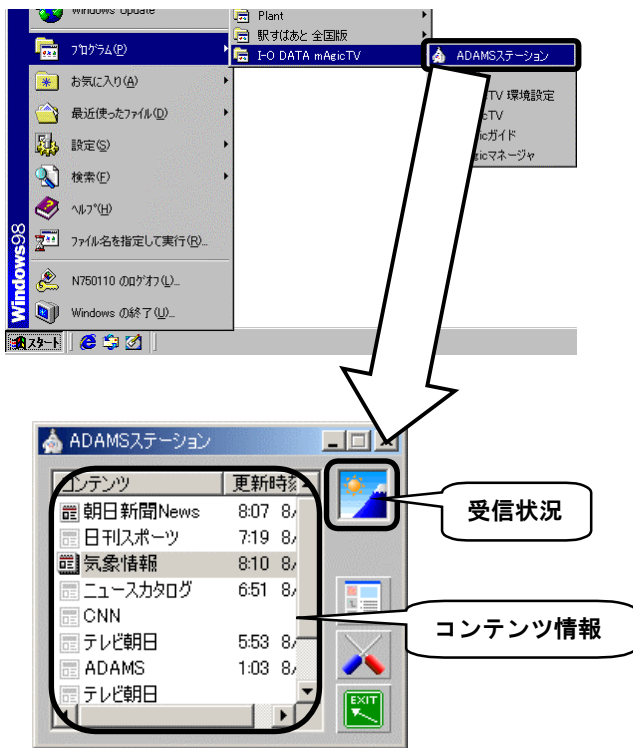 Windows Update
プログラム(P)
お気に入り(A)
最近使ったファイル(D)
設定(S)
検索(F)
ヘルプ(H)
ファイル名を指定して実行(R)...
N750110 のログオフ(L)...
Windows の終了(U)...
Windows98
スタート
Plant
駅すぱあと 全国版
I-O DATA mAgicTV
ADAMSステーション
TV 環境設定
TV
icガイド
icマネージャ
ADAMSステーション
コンテンツ 更新時刻
朝日新聞News 8:07 8/
日刊スポーツ 7:19 8/
気象情報 8:10 8/
ニュースカタログ 6:51 8/
CNN
テレビ朝日 5:53 8/
ADAMS 1:03 8/
テレビ朝日
EXIT
受信状況
コンテンツ情報